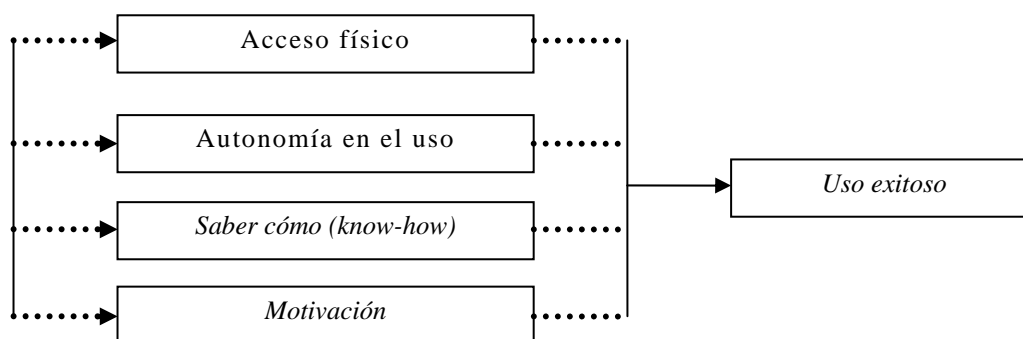 Acceso físico
Autonomía en el uso
Uso exitoso
Saber cómo (know-how)
Motivación